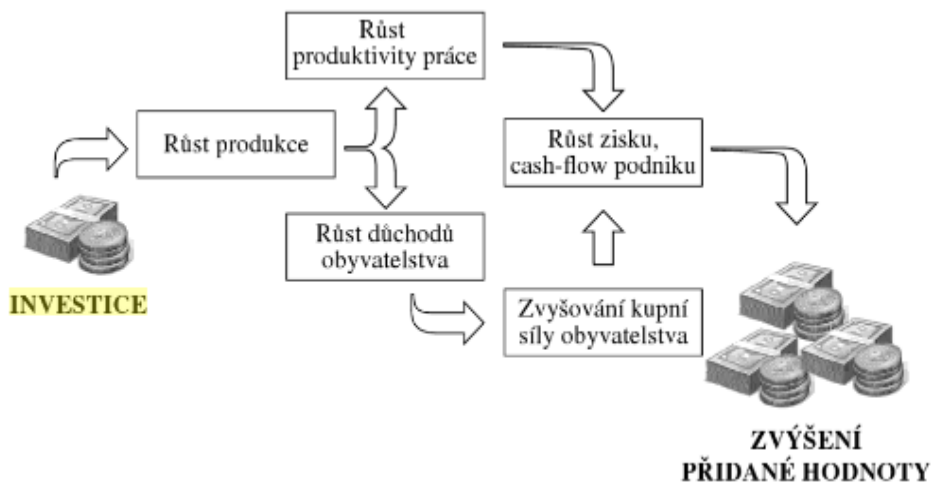 INVESTICE
Růst produkce
Růst
produktivity práce
Růst důchodů
obyvatelstva
Zvyšování kupní
síly obyvatelstva
Růst zisku,
cash-flow podniku
ZVÝŠENÍ
PŘIDANÉ HODNOTY